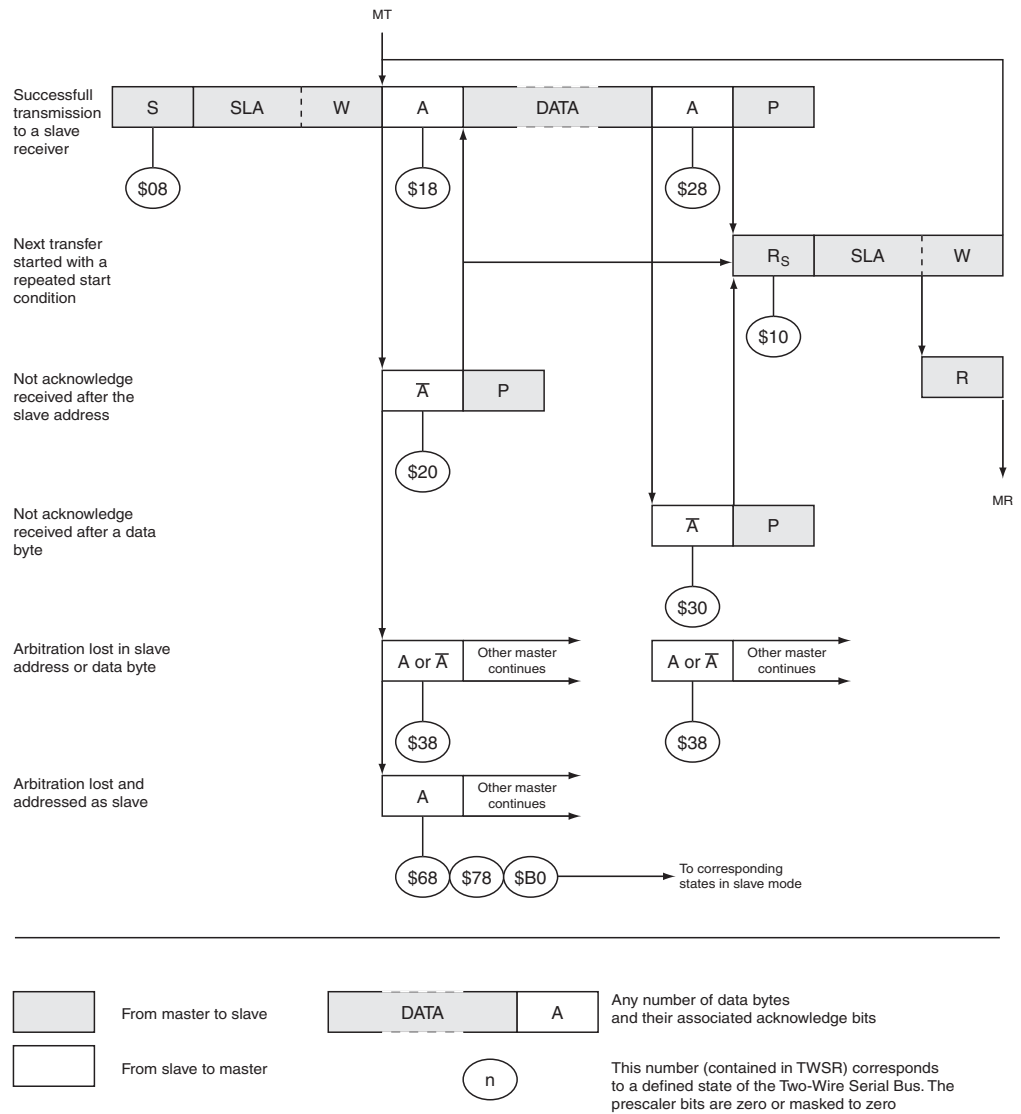 MT
Successfull
transmission
to a slave
receiver
S SLA W A DATA A P
$08 $18 $28
Next transfer
started with a
repeated start
condition
RS SLA W
$10
Not acknowledge
received after the
slave address
A P
R
$20
MR
Not acknowledge
received after a data
byte
A P
$30
Arbitration lost in slave
address or data byte
A or A
Other master
continues
A or A
Other master
continues
$38 $38
Arbitration lost and
addressed as slave
A
Other master
continues
$68 $78 $B0
To corresponding
states in slave mode
From master to slave
DATA A
Any number of data bytes
and their associated acknowledge bits
From slave to master
n
This number (contained in TWSR) corresponds
to a defined state of the Two-Wire Serial Bus. The
prescaler bits are zero or masked to zero